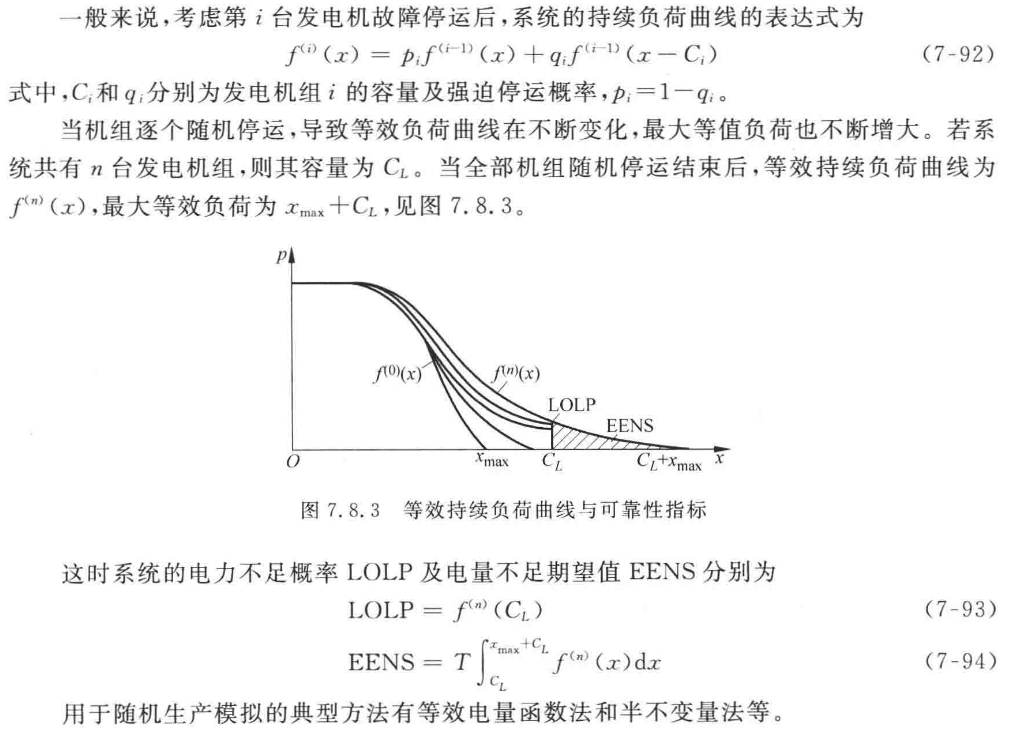 一般来说,考虑第 i 台发电机故障停运后,系统的持续负荷曲线的表达式为
f⁽ⁱ⁾(x) = pᵢf⁽ⁱ⁻¹⁾(x) + qᵢf⁽ⁱ⁻¹⁾(x − Cᵢ) (7-92)
式中,Cᵢ和 qᵢ分别为发电机组 i 的容量及强迫停运概率,pᵢ=1−qᵢ。
当机组逐个随机停运,导致等效负荷曲线在不断变化,最大等值负荷也不断增大。若系
统共有 n 台发电机组,则其容量为 C_L。当全部机组随机停运结束后,等效持续负荷曲线为
f⁽ⁿ⁾(x),最大等效负荷为 x_max+C_L,见图 7.8.3。
p
f⁽⁰⁾(x) f⁽ⁿ⁾(x)
LOLP
EENS
O x_max C_L C_L+x_max x
图 7.8.3 等效持续负荷曲线与可靠性指标
这时系统的电力不足概率 LOLP 及电量不足期望值 EENS 分别为
LOLP = f⁽ⁿ⁾(C_L) (7-93)
EENS = T∫_{C_L}^{x_max+C_L} f⁽ⁿ⁾(x)dx (7-94)
用于随机生产模拟的典型方法有等效电量函数法和半不变量法等。